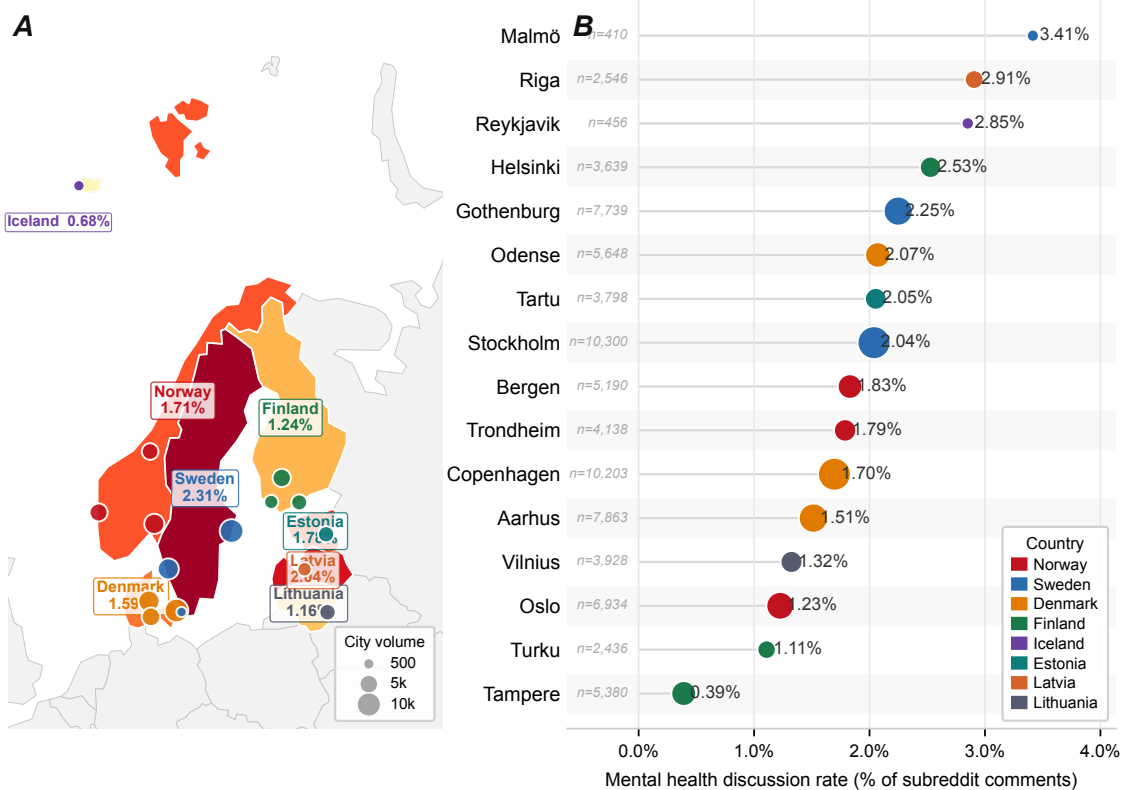 A
Iceland 0.68%
Norway
1.71%
Finland
1.24%
Sweden
2.31%
Estonia
Latvia
2.04%
Denmark
Lithuania
City volume
500
5k
10k
B
Malmö n=410 3.41%
Riga n=2,546 2.91%
Reykjavik n=456 2.85%
Helsinki n=3,639 2.53%
Gothenburg n=7,739 2.25%
Odense n=5,648 2.07%
Tartu n=3,798 2.05%
Stockholm n=10,300 2.04%
Bergen n=5,190 1.83%
Trondheim n=4,138 1.79%
Copenhagen n=10,203 1.70%
Aarhus n=7,863 1.51%
Vilnius n=3,928 1.32%
Oslo n=6,934 1.23%
Turku n=2,436 1.11%
Tampere n=5,380 0.39%
Country
Norway
Sweden
Denmark
Finland
Iceland
Estonia
Latvia
Lithuania
0.0% 1.0% 2.0% 3.0% 4.0%
Mental health discussion rate (% of subreddit comments)